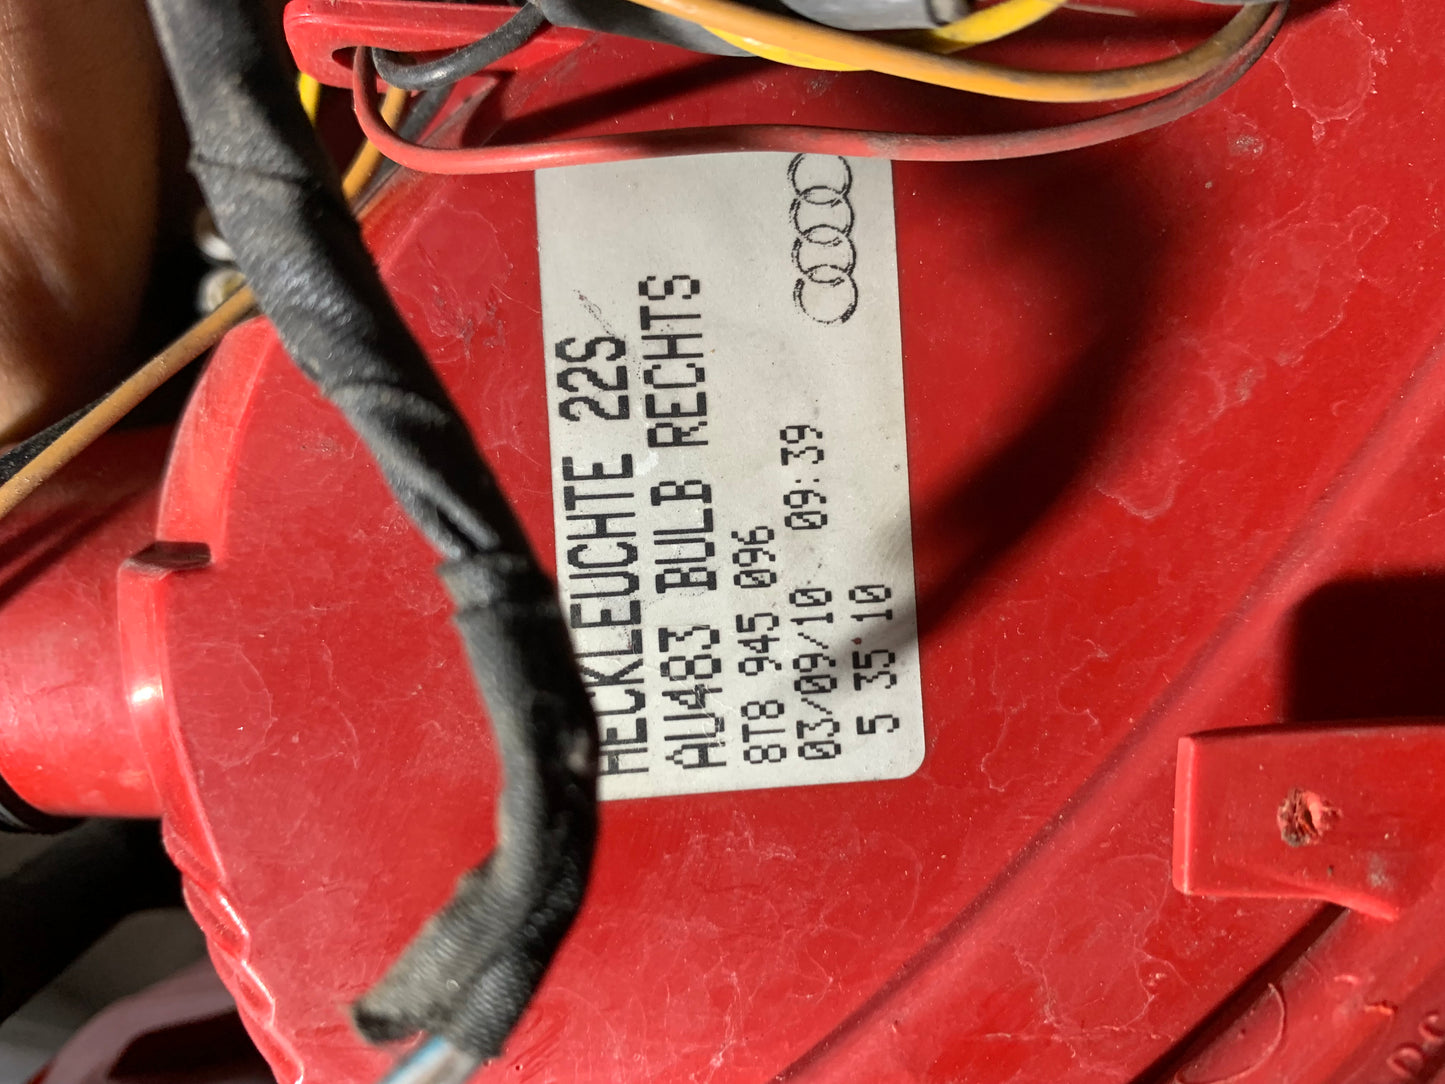 HECKLEUCHTE 22S
AU483 BULB RECHTS
8T8 945 096
03/09/10 09:39
5 35 10